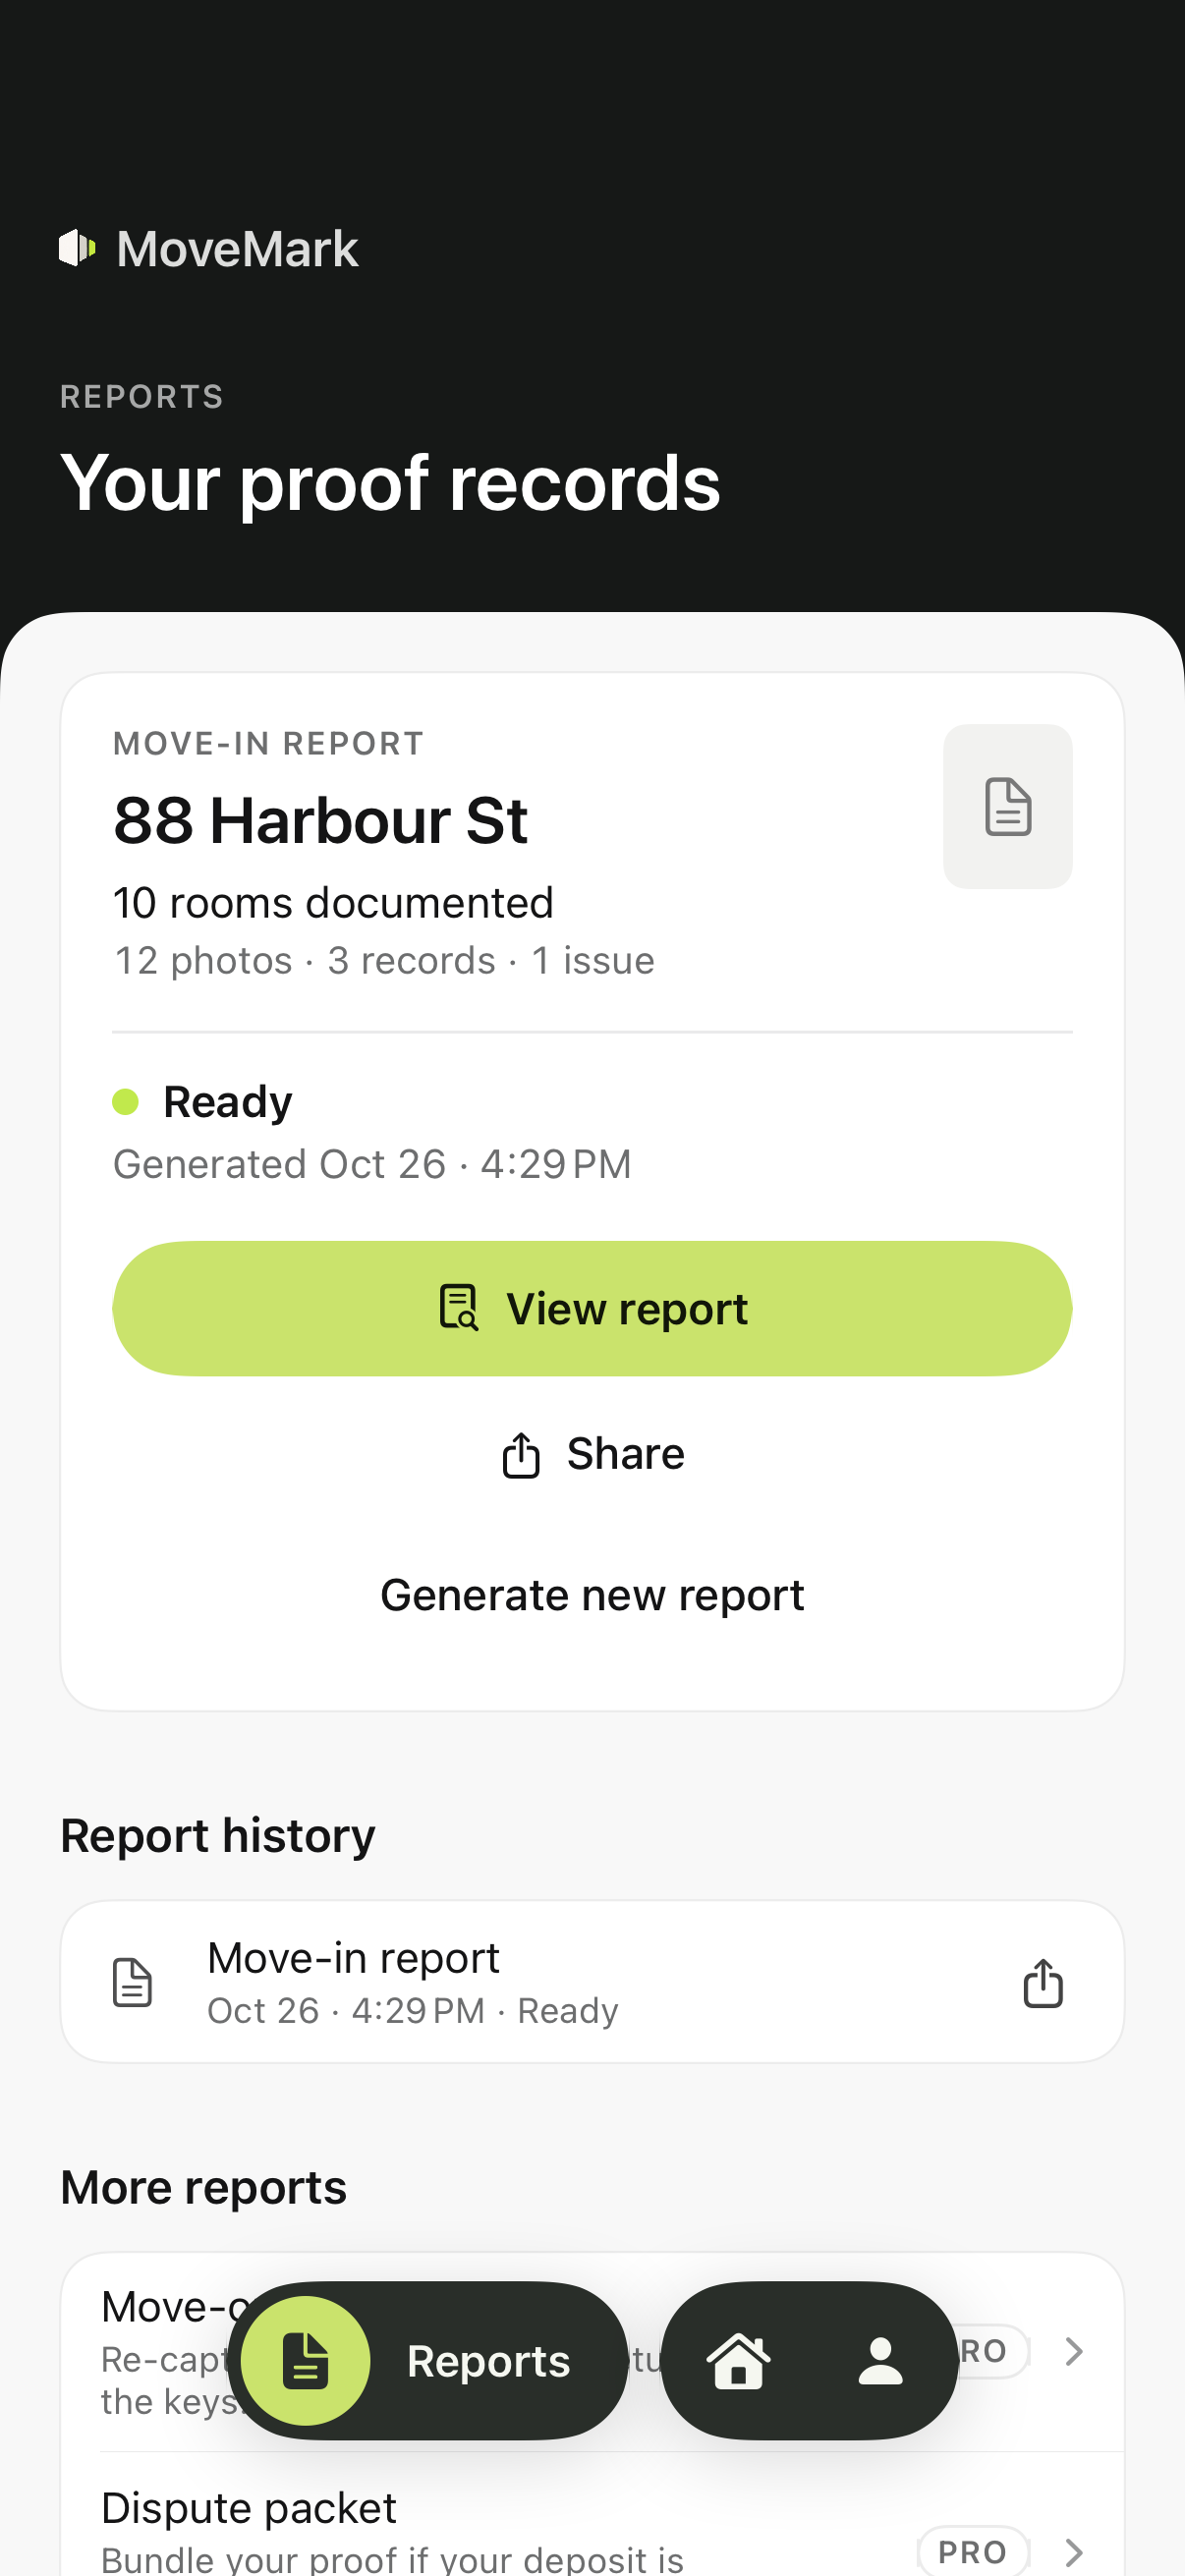 MoveMark
REPORTS
Your proof records
MOVE-IN REPORT
88 Harbour St
10 rooms documented
12 photos · 3 records · 1 issue
Ready
Generated Oct 26 · 4:29 PM
View report
Share
Generate new report
Report history
Move-in report
Oct 26 · 4:29 PM · Ready
More reports
the keys.
Reports
Dispute packet
PRO
Bundle your proof if your deposit is